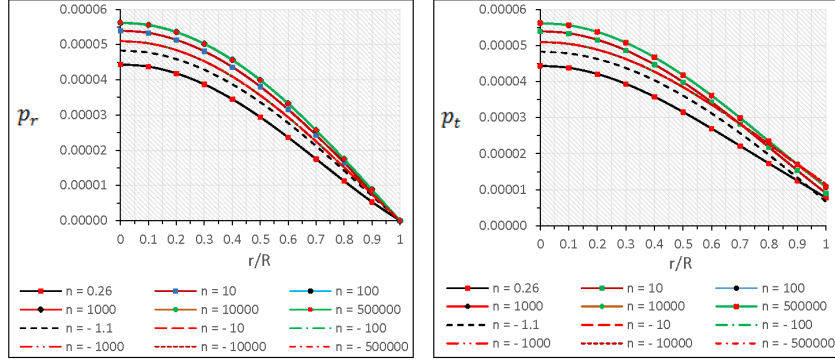 0.00006
0.00005
0.00004
p_r
0.00003
0.00002
0.00001
0.00000
0 0.1 0.2 0.3 0.4 0.5 0.6 0.7 0.8 0.9 1
r/R
n = 0.26 n = 10 n = 100
n = 1000 n = 10000 n = 500000
n = - 1.1 n = - 10 n = - 100
n = - 1000 n = - 10000 n = - 500000
0.00006
0.00005
0.00004
p_t
0.00003
0.00002
0.00001
0.00000
0 0.1 0.2 0.3 0.4 0.5 0.6 0.7 0.8 0.9 1
r/R
n = 0.26 n = 10 n = 100
n = 1000 n = 10000 n = 500000
n = - 1.1 n = - 10 n = - 100
n = - 1000 n = - 10000 n = - 500000